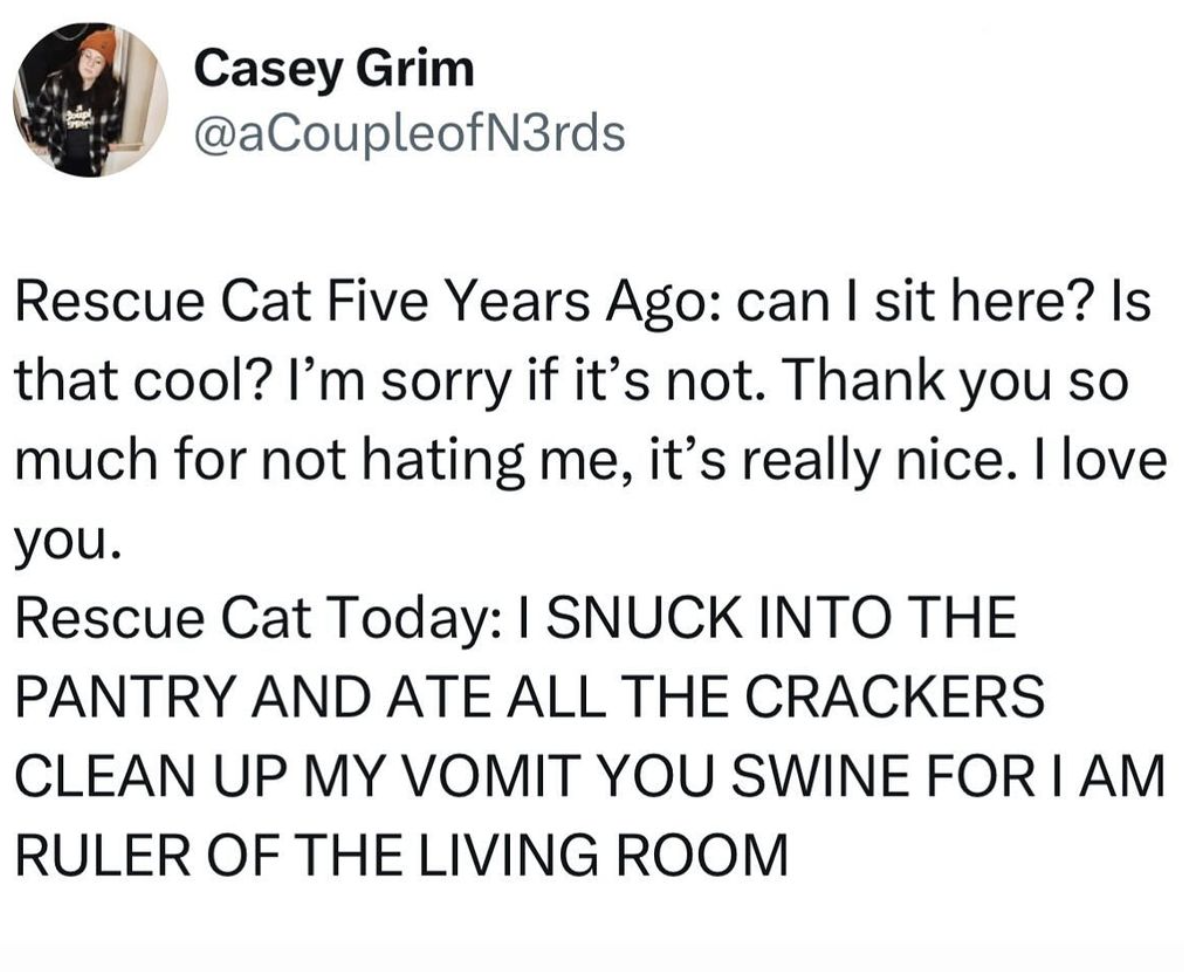 Casey Grim
@aCoupleofN3rds
Rescue Cat Five Years Ago: can I sit here? Is
that cool? I’m sorry if it’s not. Thank you so
much for not hating me, it’s really nice. I love
you.
Rescue Cat Today: I SNUCK INTO THE
PANTRY AND ATE ALL THE CRACKERS
CLEAN UP MY VOMIT YOU SWINE FOR I AM
RULER OF THE LIVING ROOM